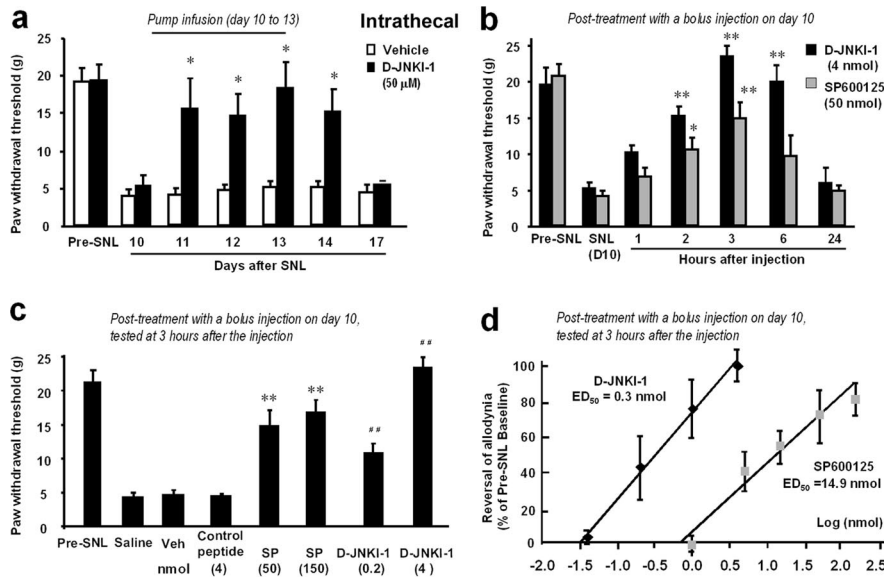 a
Pump infusion (day 10 to 13)
Intrathecal
Vehicle
D-JNKI-1
(50 μM)
Paw withdrawal threshold (g)
25
20
15
10
5
0
* * * *
Pre-SNL 10 11 12 13 14 17
Days after SNL
b
Post-treatment with a bolus injection on day 10
D-JNKI-1
(4 nmol)
SP600125
(50 nmol)
Paw withdrawal threshold (g)
25
20
15
10
5
0
** * ** ** **
Pre-SNL SNL 1 2 3 6 24
(D10)
Hours after injection
c
Post-treatment with a bolus injection on day 10,
tested at 3 hours after the injection
Paw withdrawal threshold (g)
25
20
15
10
5
0
** ** ## ##
Pre-SNL Saline Veh Control SP SP D-JNKI-1 D-JNKI-1
nmol peptide (50) (150) (0.2) (4)
(4)
d
Post-treatment with a bolus injection on day 10,
tested at 3 hours after the injection
Reversal of allodynia
(% of Pre-SNL Baseline)
100
80
60
40
20
0
D-JNKI-1
ED50 = 0.3 nmol
SP600125
ED50 =14.9 nmol
Log (nmol)
-2.0 -1.5 -1.0 -0.5 0.0 0.5 1.0 1.5 2.0 2.5